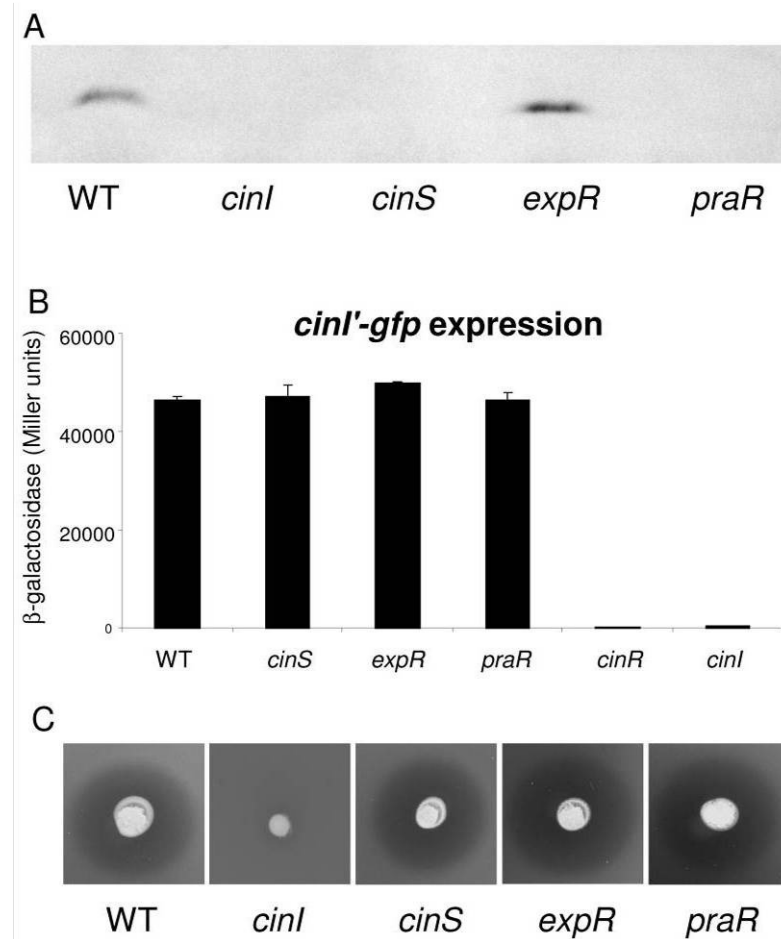 A
WT cinI cinS expR praR
B
cinI'-gfp expression
β-galactosidase (Miller units)
60000
40000
20000
0
WT cinS expR praR cinR cinI
C
WT cinI cinS expR praR